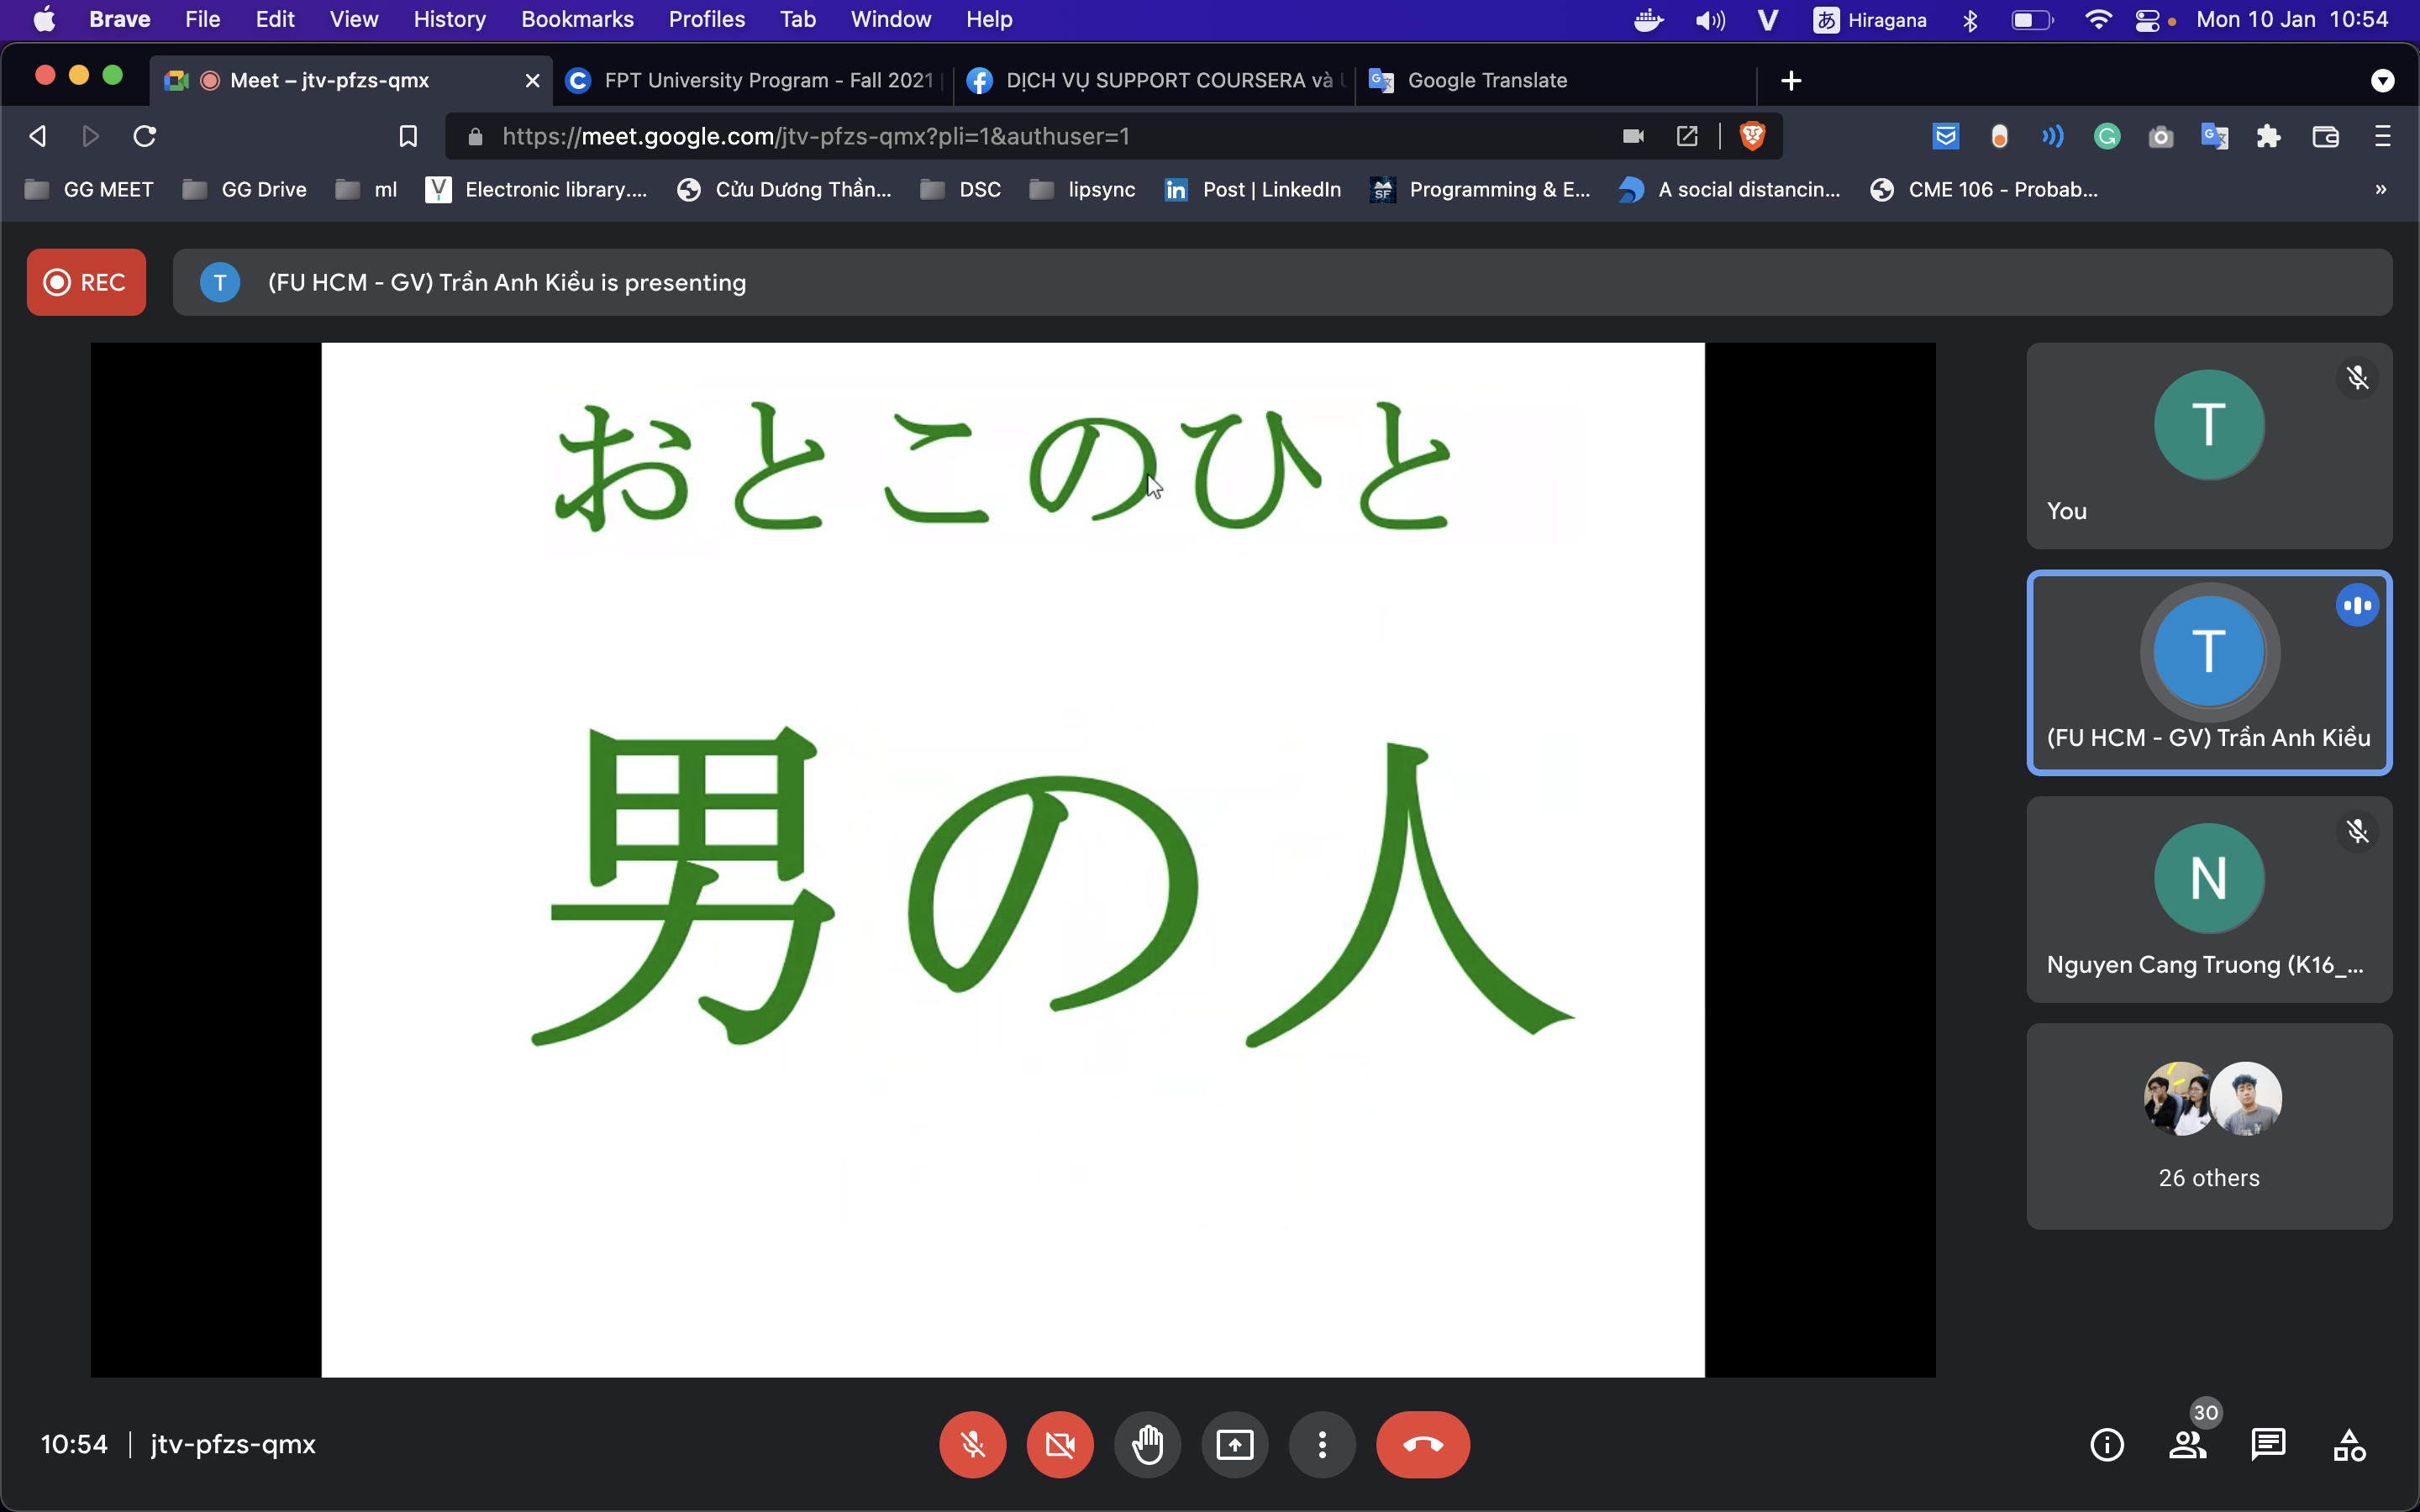 Brave File Edit View History Bookmarks Profiles Tab Window Help あ Hiragana Mon 10 Jan 10:54
Meet – jtv-pfzs-qmx FPT University Program - Fall 2021 DỊCH VỤ SUPPORT COURSERA và Google Translate
https://meet.google.com/jtv-pfzs-qmx?pli=1&authuser=1
GG MEET GG Drive ml Electronic library.... Cửu Dương Thần... DSC lipsync Post | LinkedIn Programming & E... A social distancin... CME 106 - Probab... »
REC T (FU HCM - GV) Trần Anh Kiều is presenting
おとこのひと
男の人
T
You
T
(FU HCM - GV) Trần Anh Kiều
N
Nguyen Cang Truong (K16_...
26 others
10:54 | jtv-pfzs-qmx
30